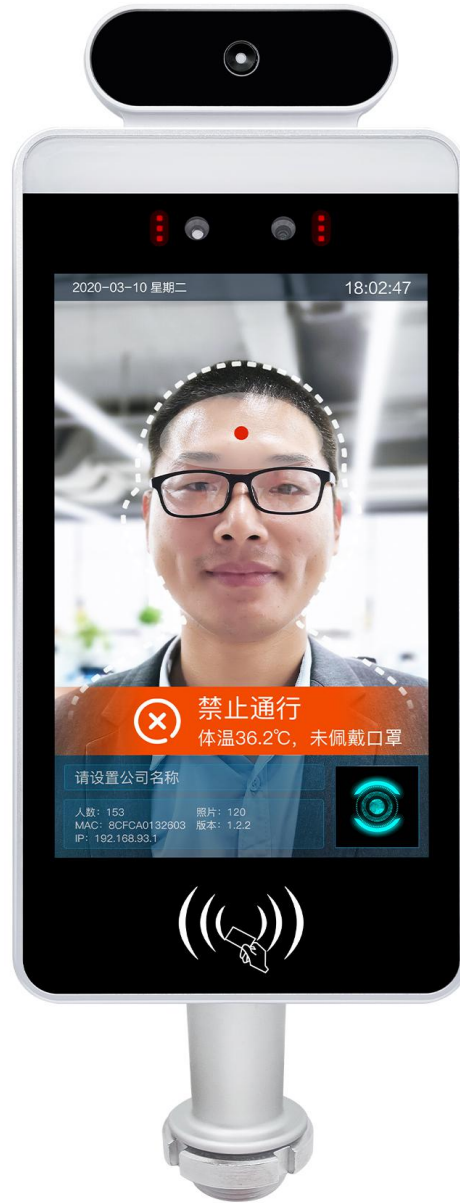 2020-03-10 星期二 18:02:47
禁止通行
体温36.2℃, 未佩戴口罩
请设置公司名称
人数: 153 照片: 120
MAC: 8CFCA0132603 版本: 1.2.2
IP: 192.168.93.1